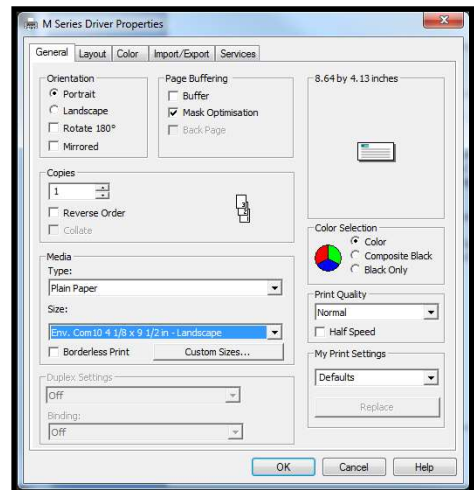 M Series Driver Properties
General Layout Color Import/Export Services
Orientation
Portrait
Landscape
Rotate 180°
Mirrored
Page Buffering
Buffer
Mask Optimisation
Back Page
8.64 by 4.13 inches
Copies
1
Reverse Order
Collate
Color Selection
Color
Composite Black
Black Only
Media
Type:
Plain Paper
Size:
Env. Com10 4 1/8 x 9 1/2 in - Landscape
Borderless Print Custom Sizes...
Print Quality
Normal
Half Speed
My Print Settings
Defaults
Replace
Duplex Settings
Off
Binding:
Off
OK Cancel Help